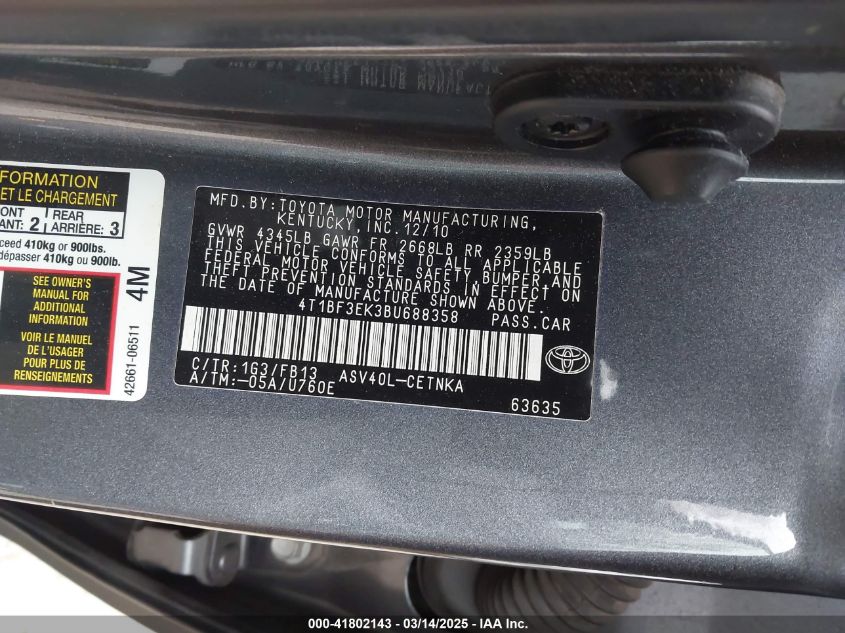 FORMATION
ET LE CHARGEMENT
ONT ANT: 2 REAR ARRIÈRE: 3
ceed 410kg or 900lbs.
dépasser 410kg ou 900lb.
SEE OWNER'S
MANUAL FOR
ADDITIONAL
INFORMATION
VOIR LE MANUEL
DE L'USAGER
POUR PLUS DE
RENSEIGNEMENTS
4M
42661-06511
MFD. BY: TOYOTA MOTOR MANUFACTURING,
KENTUCKY, INC. 12/10
GVWR 4345LB GAWR FR 2668LB RR 2359LB
THIS VEHICLE CONFORMS TO ALL APPLICABLE
FEDERAL MOTOR VEHICLE SAFETY, BUMPER, AND
THEFT PREVENTION STANDARDS IN EFFECT ON
THE DATE OF MANUFACTURE SHOWN ABOVE.
4T1BF3EK3BU688358 PASS.CAR
C/TR: 1G3/FB13 ASV40L-CETNKA
A/TM: -05A/U760E
63635
000-41802143 - 03/14/2025 - IAA Inc.